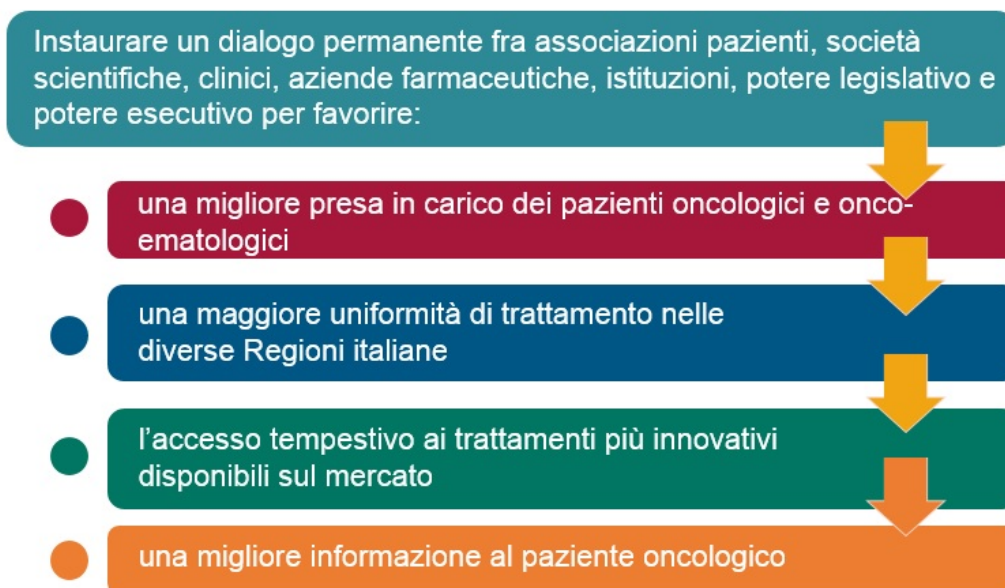 Instaurare un dialogo permanente fra associazioni pazienti, società
scientifiche, clinici, aziende farmaceutiche, istituzioni, potere legislativo e
potere esecutivo per favorire:
una migliore presa in carico dei pazienti oncologici e onco-
ematologici
una maggiore uniformità di trattamento nelle
diverse Regioni italiane
l’accesso tempestivo ai trattamenti più innovativi
disponibili sul mercato
una migliore informazione al paziente oncologico